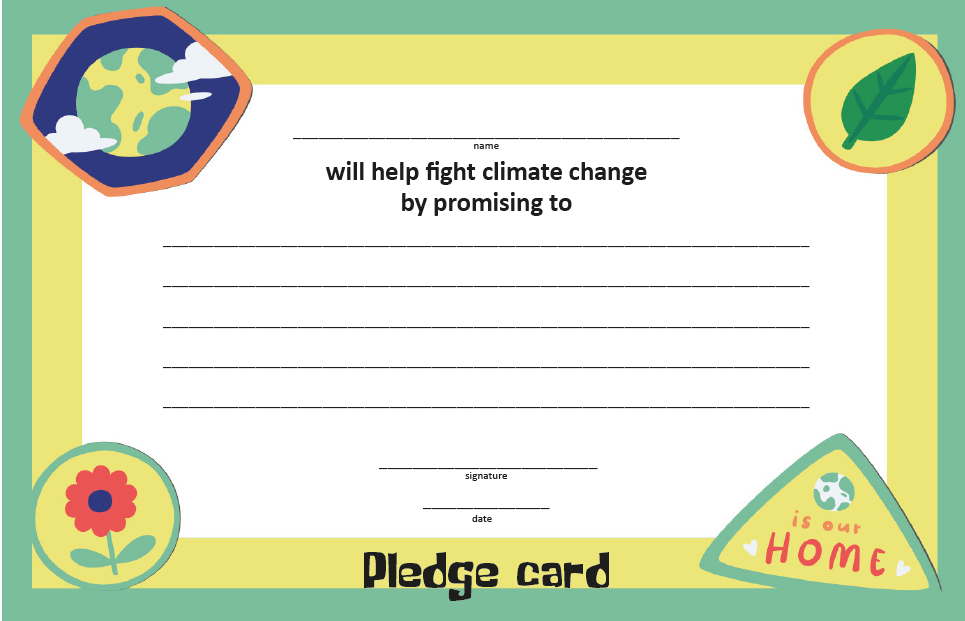 name
will help fight climate change
by promising to
signature
date
is our
HOME
Pledge card